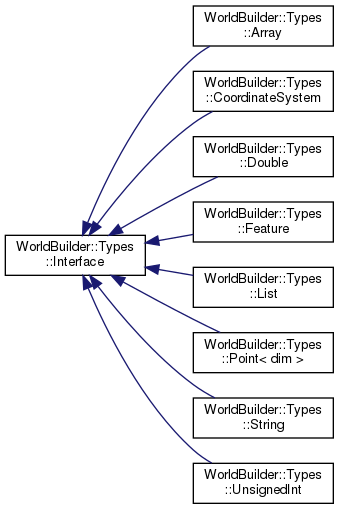 WorldBuilder::Types
::Array
WorldBuilder::Types
::CoordinateSystem
WorldBuilder::Types
::Double
WorldBuilder::Types
::Feature
WorldBuilder::Types
::Interface
WorldBuilder::Types
::List
WorldBuilder::Types
::Point< dim >
WorldBuilder::Types
::String
WorldBuilder::Types
::UnsignedInt